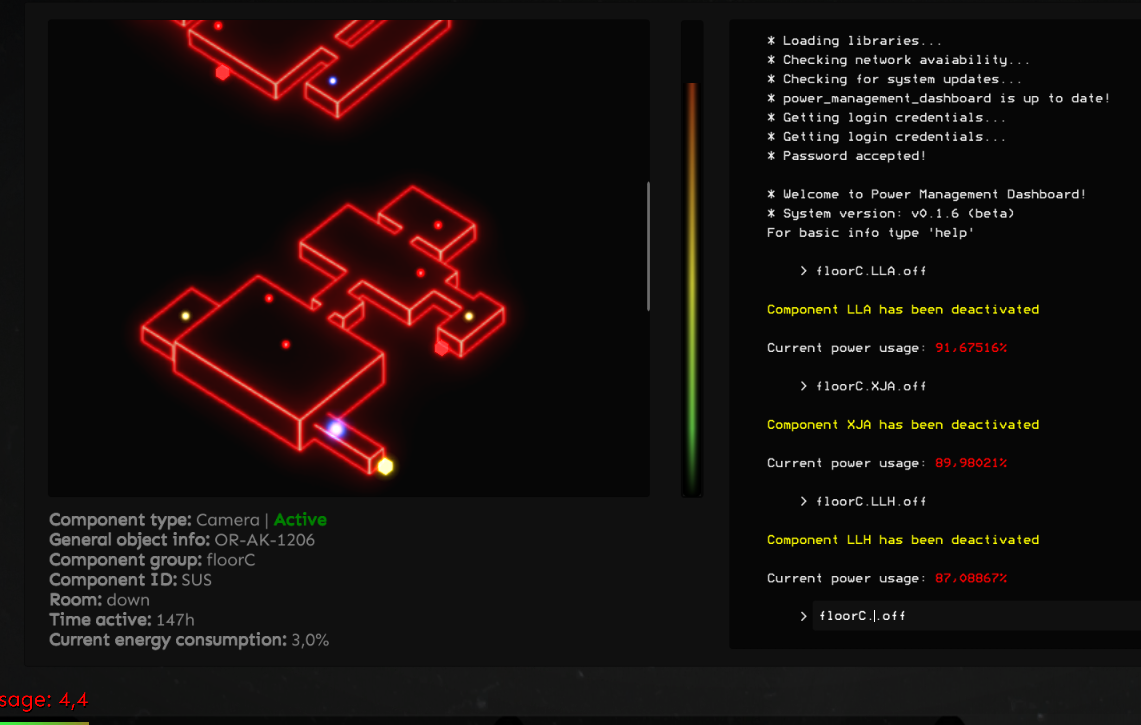 * Loading libraries...
* Checking network avaiability...
* Checking for system updates...
* power_management_dashboard is up to date!
* Getting login credentials...
* Getting login credentials...
* Password accepted!
* Welcome to Power Management Dashboard!
* System version: v0.1.6 (beta)
For basic info type 'help'
> floorC.LLA.off
Component LLA has been deactivated
Current power usage: 91,67516%
> floorC.XJA.off
Component XJA has been deactivated
Current power usage: 89,98021%
> floorC.LLH.off
Component LLH has been deactivated
Current power usage: 87,08867%
> floorC..off
Component type: Camera | Active
General object info: OR-AK-1206
Component group: floorC
Component ID: SUS
Room: down
Time active: 147h
Current energy consumption: 3,0%
sage: 4,4